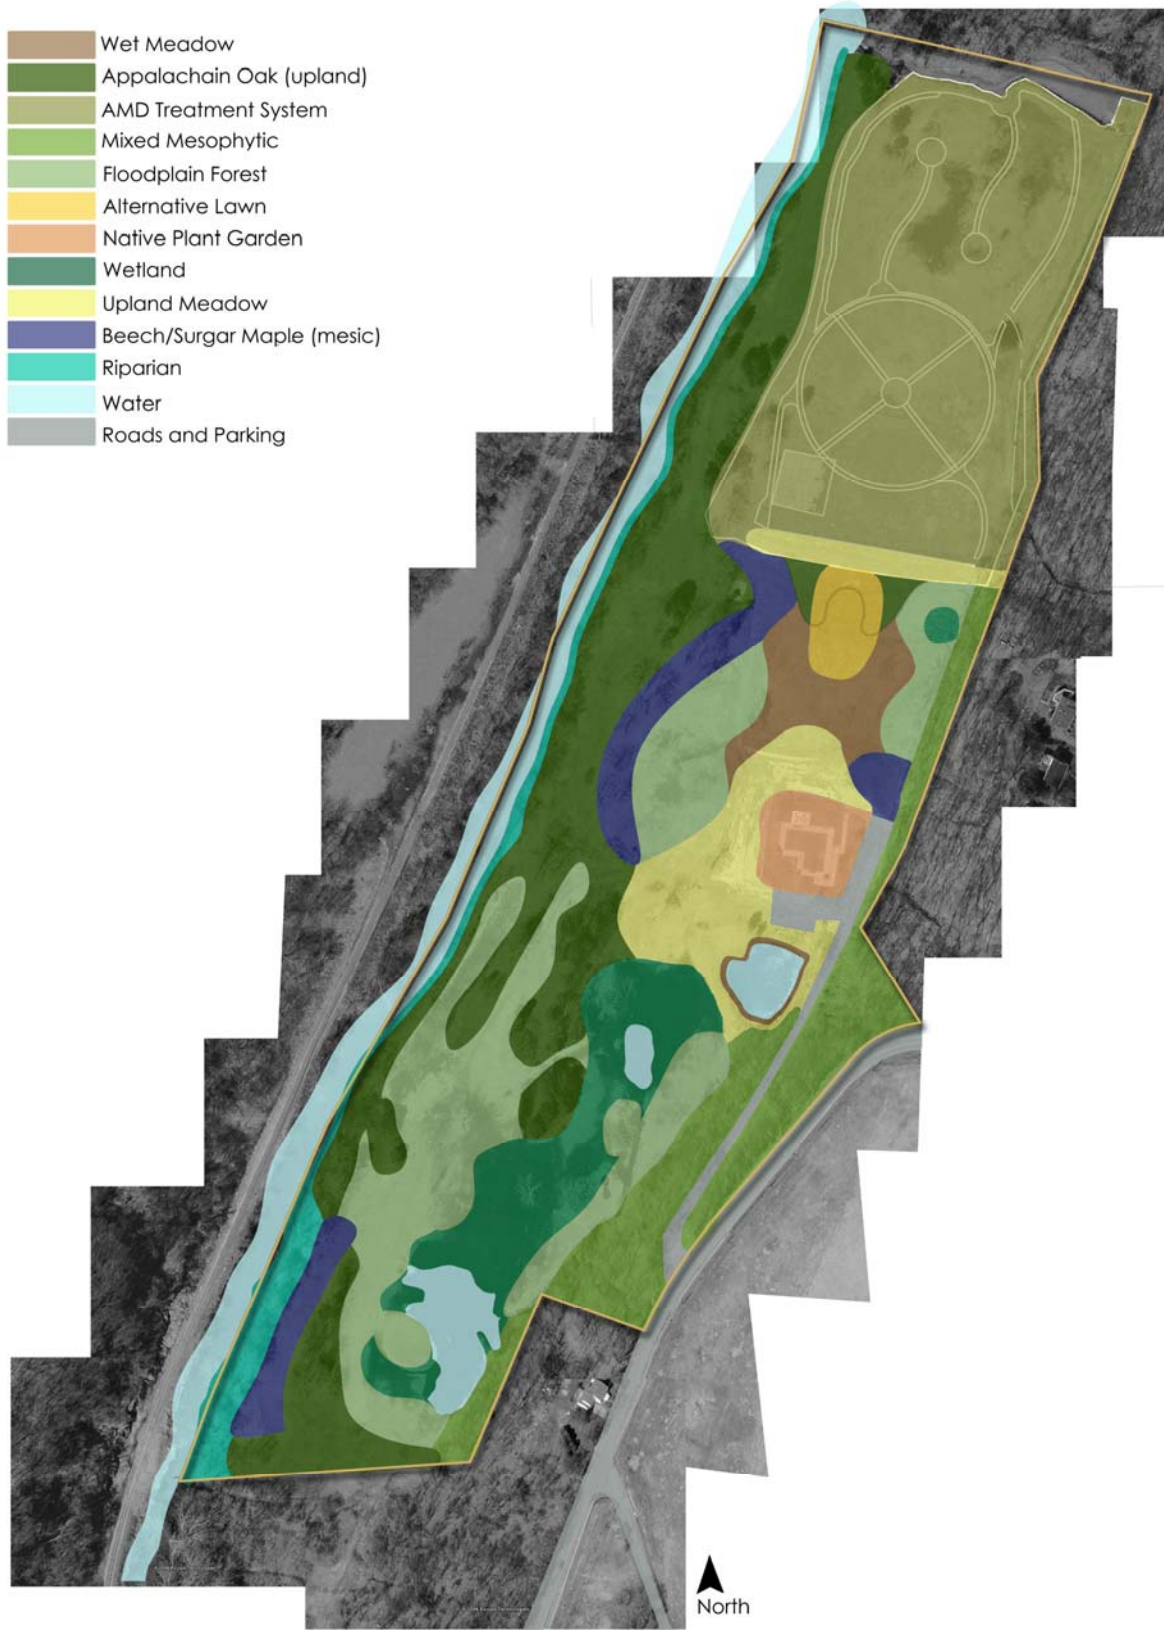 Wet Meadow
Appalachain Oak (upland)
AMD Treatment System
Mixed Mesophytic
Floodplain Forest
Alternative Lawn
Native Plant Garden
Wetland
Upland Meadow
Beech/Surgar Maple (mesic)
Riparian
Water
Roads and Parking
North